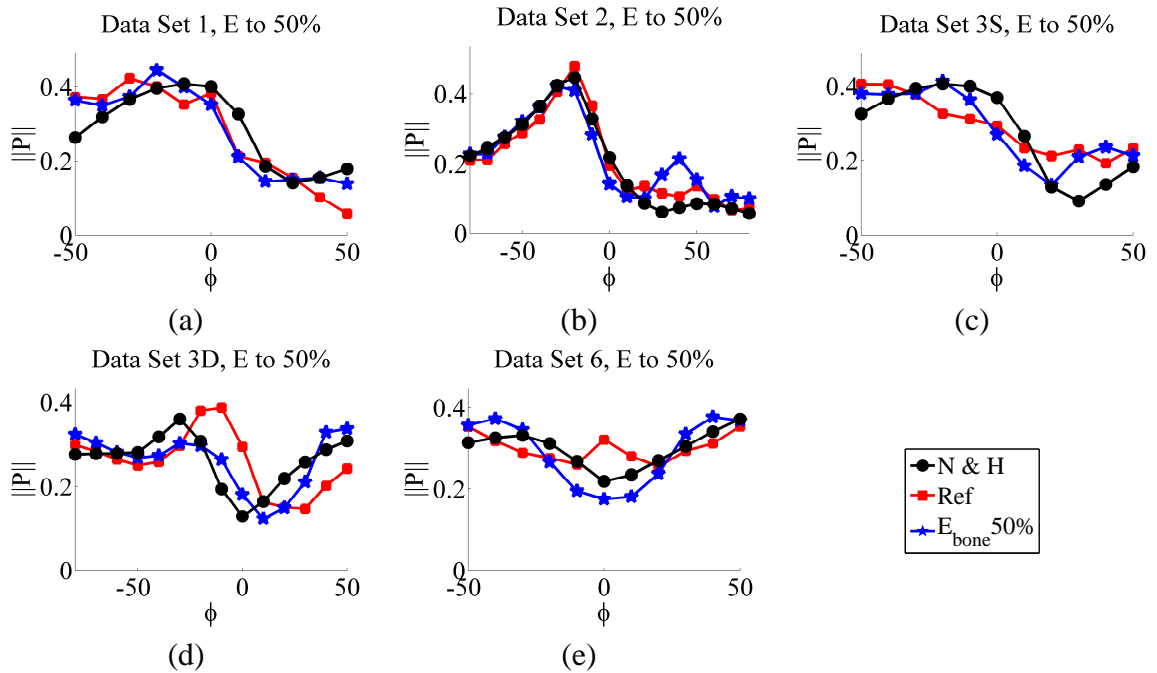 Data Set 1, E to 50%
0.4
0.2
0
||P||
-50 0 50
ϕ
(a)
Data Set 2, E to 50%
0.4
0.2
0
||P||
-50 0 50
ϕ
(b)
Data Set 3S, E to 50%
0.4
0.2
0
||P||
-50 0 50
ϕ
(c)
Data Set 3D, E to 50%
0.4
0.2
0
||P||
-50 0 50
ϕ
(d)
Data Set 6, E to 50%
0.4
0.2
0
||P||
-50 0 50
ϕ
(e)
N & H
Ref
E_bone 50%